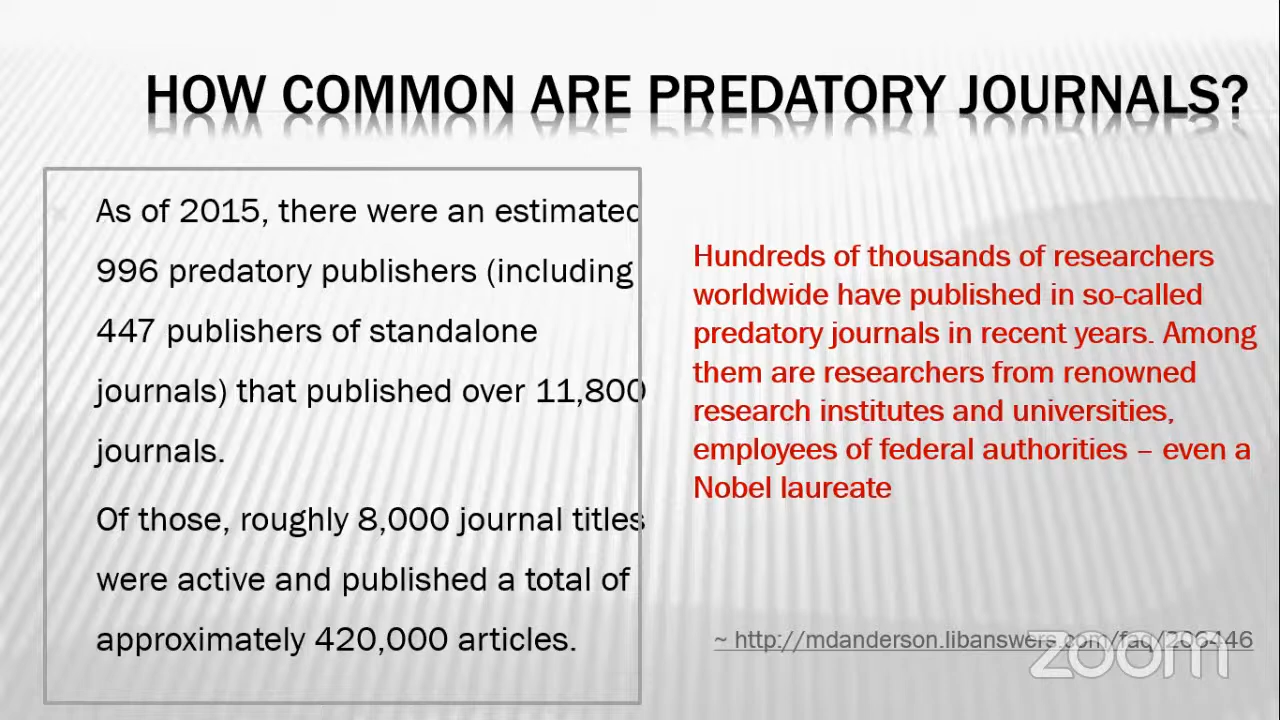 HOW COMMON ARE PREDATORY JOURNALS?
As of 2015, there were an estimated
996 predatory publishers (including
447 publishers of standalone
journals) that published over 11,800
journals.
Of those, roughly 8,000 journal titles
were active and published a total of
approximately 420,000 articles.
Hundreds of thousands of researchers
worldwide have published in so-called
predatory journals in recent years. Among
them are researchers from renowned
research institutes and universities,
employees of federal authorities – even a
Nobel laureate
~ http://mdanderson.libanswers.com/faq/206446
zoom